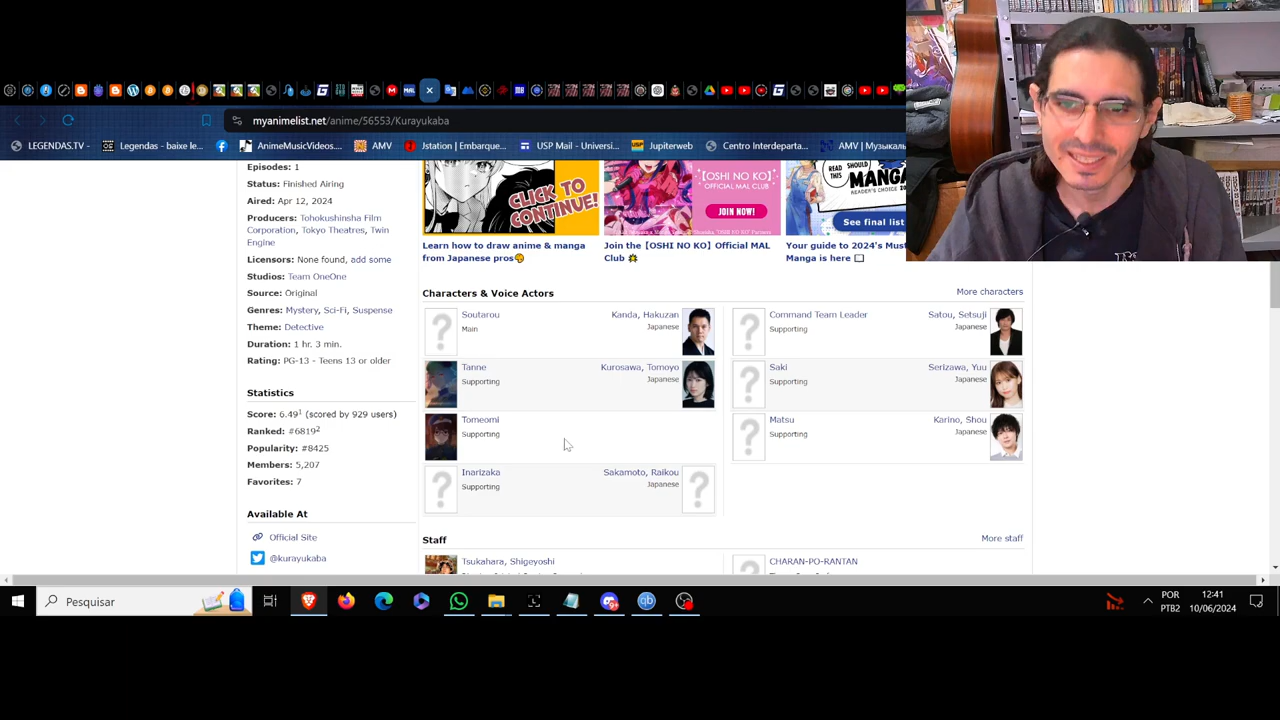 myanimelist.net/anime/56553/Kurayukaba
LEGENDAS.TV - Legendas - baixe le... AnimeMusicVideos.... AMV Jstation | Embarque... USP Mail - Universi... Jupiterweb Centro Interdeparta... AMV | Музыкаль
Episodes: 1
Status: Finished Airing
Aired: Apr 12, 2024
Producers: Tohokushinsha Film
Corporation, Tokyo Theatres, Twin
Engine
Licensors: None found, add some
Studios: Team OneOne
Source: Original
Genres: Mystery, Sci-Fi, Suspense
Theme: Detective
Duration: 1 hr. 3 min.
Rating: PG-13 - Teens 13 or older
Statistics
Score: 6.49¹ (scored by 929 users)
Ranked: #6819²
Popularity: #8425
Members: 5,207
Favorites: 7
Available At
Official Site
@kurayukaba
CLICK TO
CONTINUE!
【OSHI NO KO】
OFFICIAL MAL CLUB
JOIN NOW!
READ SHOULD
THIS
MANGA
READER'S CHOICE
See final list
Learn how to draw anime & manga
from Japanese pros
Join the【OSHI NO KO】Official MAL
Club
Your guide to 2024's Must
Manga is here
Characters & Voice Actors
More characters
Soutarou
Main
Kanda, Hakuzan
Japanese
Command Team Leader
Supporting
Satou, Setsuji
Japanese
Tanne
Supporting
Kurosawa, Tomoyo
Japanese
Saki
Supporting
Serizawa, Yuu
Japanese
Tomeomi
Supporting
Matsu
Supporting
Karino, Shou
Japanese
Inarizaka
Supporting
Sakamoto, Raikou
Japanese
Staff
More staff
Tsukahara, Shigeyoshi
CHARAN-PO-RANTAN
Pesquisar
POR
PTB2
12:41
10/06/2024